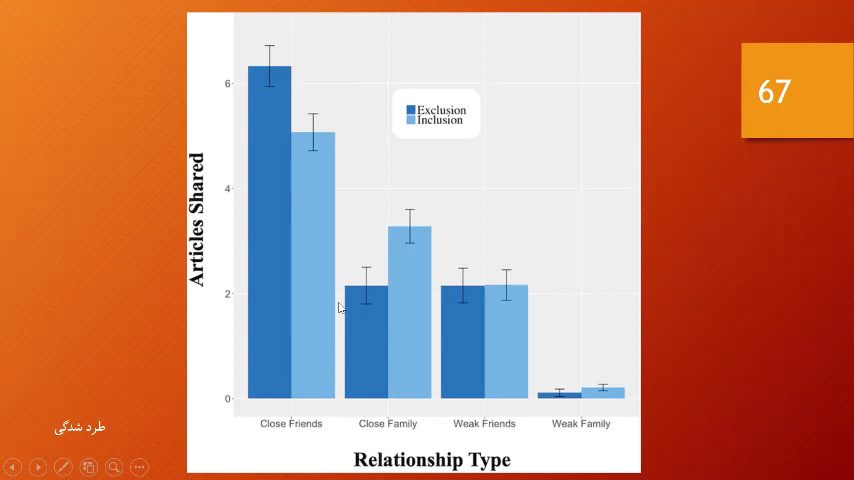 67
Exclusion
Inclusion
Articles Shared
6
4
2
0
Close Friends
Close Family
Weak Friends
Weak Family
Relationship Type
طرد شدگی